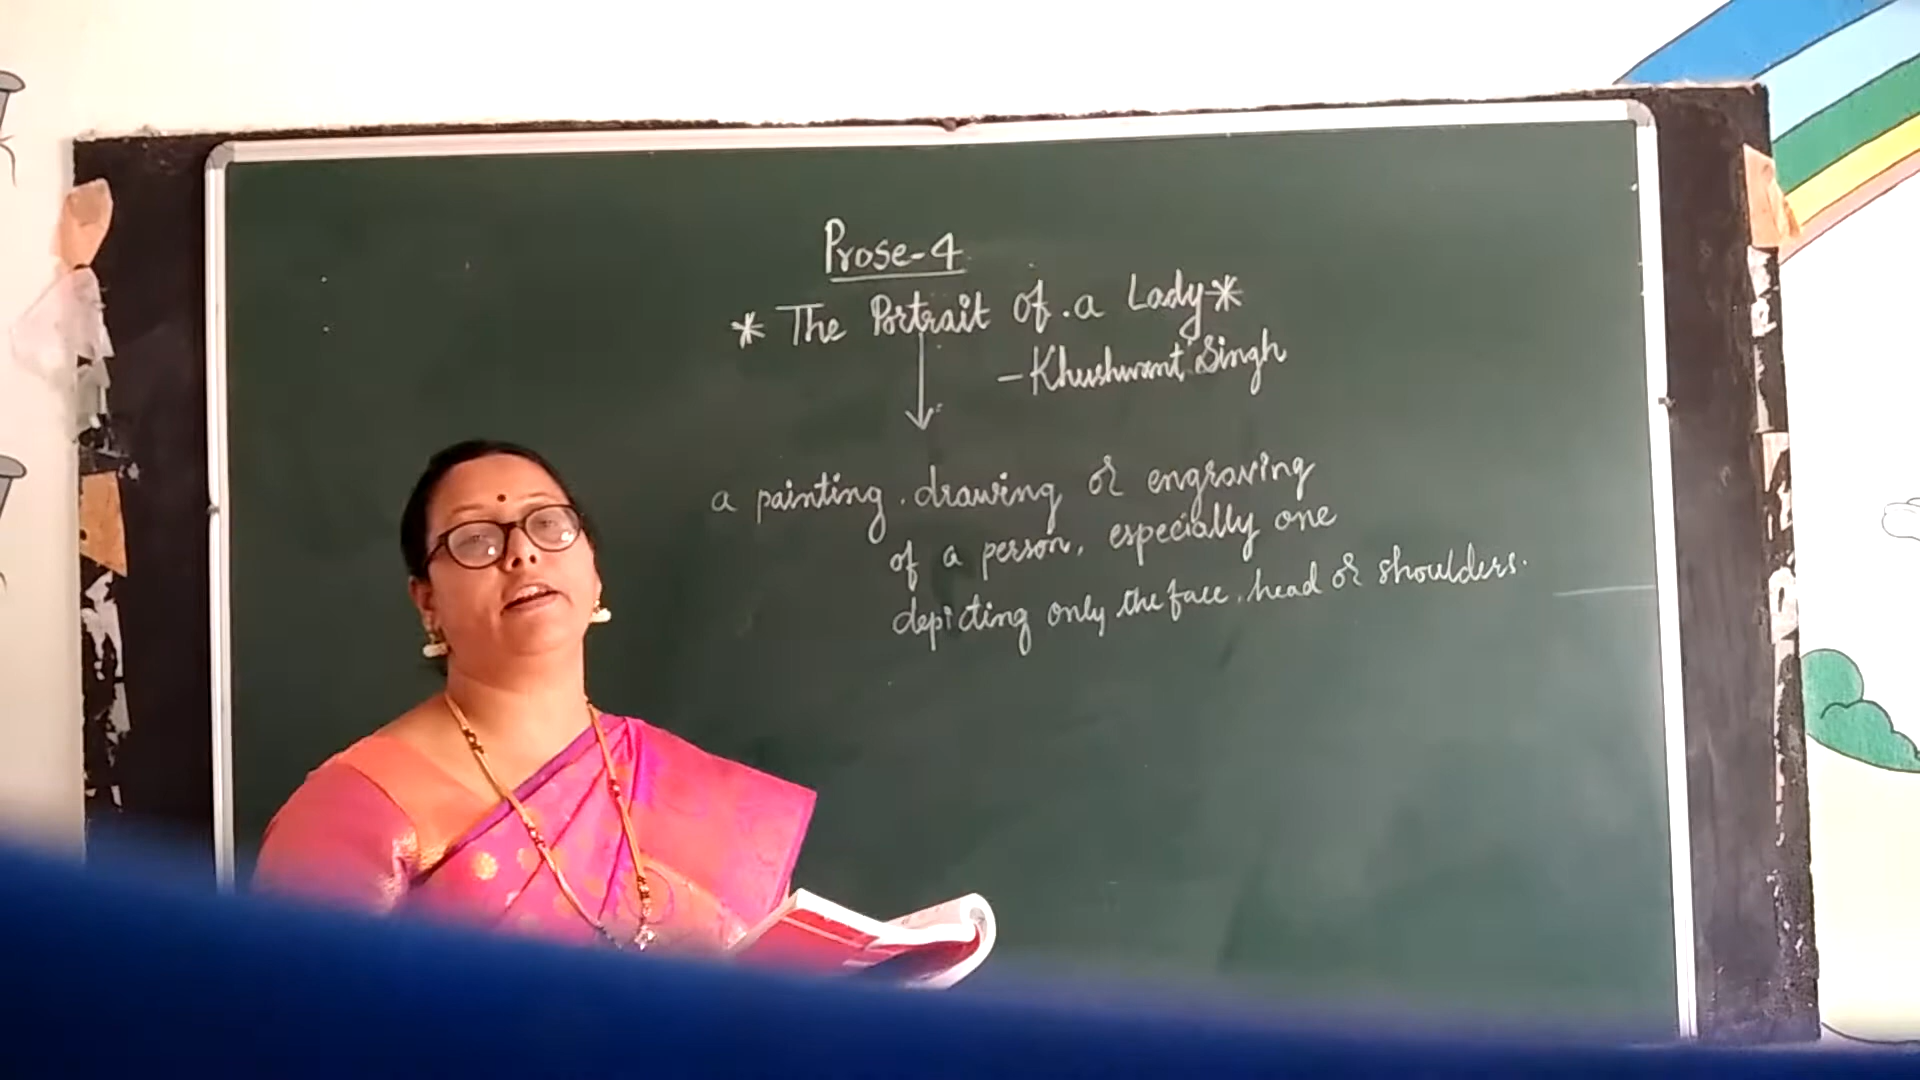 Prose-4
* The Portrait of a Lady *
- Khushwant Singh
a painting, drawing or engraving
of a person, especially one
depicting only the face, head or shoulders.